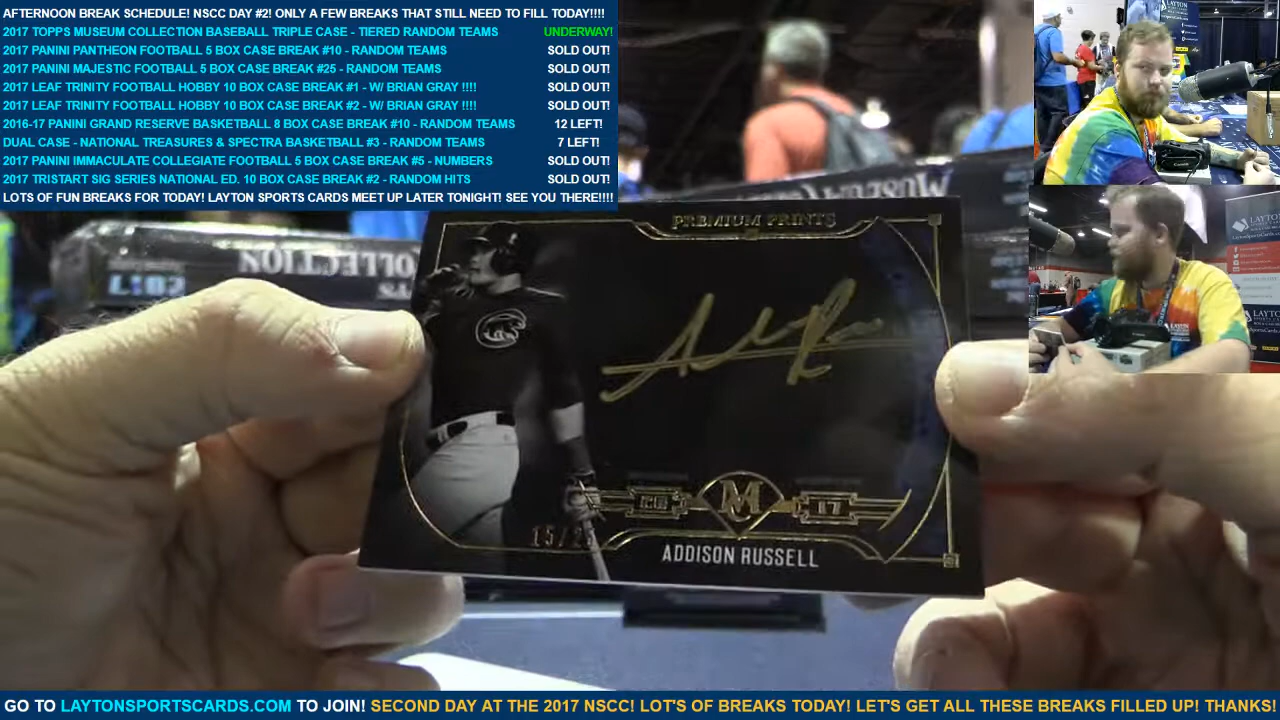 AFTERNOON BREAK SCHEDULE! NSCC DAY #2! ONLY A FEW BREAKS THAT STILL NEED TO FILL TODAY!!!!
2017 TOPPS MUSEUM COLLECTION BASEBALL TRIPLE CASE - TIERED RANDOM TEAMS UNDERWAY!
2017 PANINI PANTHEON FOOTBALL 5 BOX CASE BREAK #10 - RANDOM TEAMS SOLD OUT!
2017 PANINI MAJESTIC FOOTBALL 5 BOX CASE BREAK #25 - RANDOM TEAMS SOLD OUT!
2017 LEAF TRINITY FOOTBALL HOBBY 10 BOX CASE BREAK #1 - W/ BRIAN GRAY !!!! SOLD OUT!
2017 LEAF TRINITY FOOTBALL HOBBY 10 BOX CASE BREAK #2 - W/ BRIAN GRAY !!!! SOLD OUT!
2016-17 PANINI GRAND RESERVE BASKETBALL 8 BOX CASE BREAK #10 - RANDOM TEAMS 12 LEFT!
DUAL CASE - NATIONAL TREASURES & SPECTRA BASKETBALL #3 - RANDOM TEAMS 7 LEFT!
2017 PANINI IMMACULATE COLLEGIATE FOOTBALL 5 BOX CASE BREAK #5 - NUMBERS SOLD OUT!
2017 TRISTART SIG SERIES NATIONAL ED. 10 BOX CASE BREAK #2 - RANDOM HITS SOLD OUT!
LOTS OF FUN BREAKS FOR TODAY! LAYTON SPORTS CARDS MEET UP LATER TONIGHT! SEE YOU THERE!!!!
MUSEUM
COLLECTION
PREMIUM PRINTS
20 M 17
ADDISON RUSSELL
LAYTON
GO TO LAYTONSPORTSCARDS.COM TO JOIN! SECOND DAY AT THE 2017 NSCC! LOT'S OF BREAKS TODAY! LET'S GET ALL THESE BREAKS FILLED UP! THANKS!